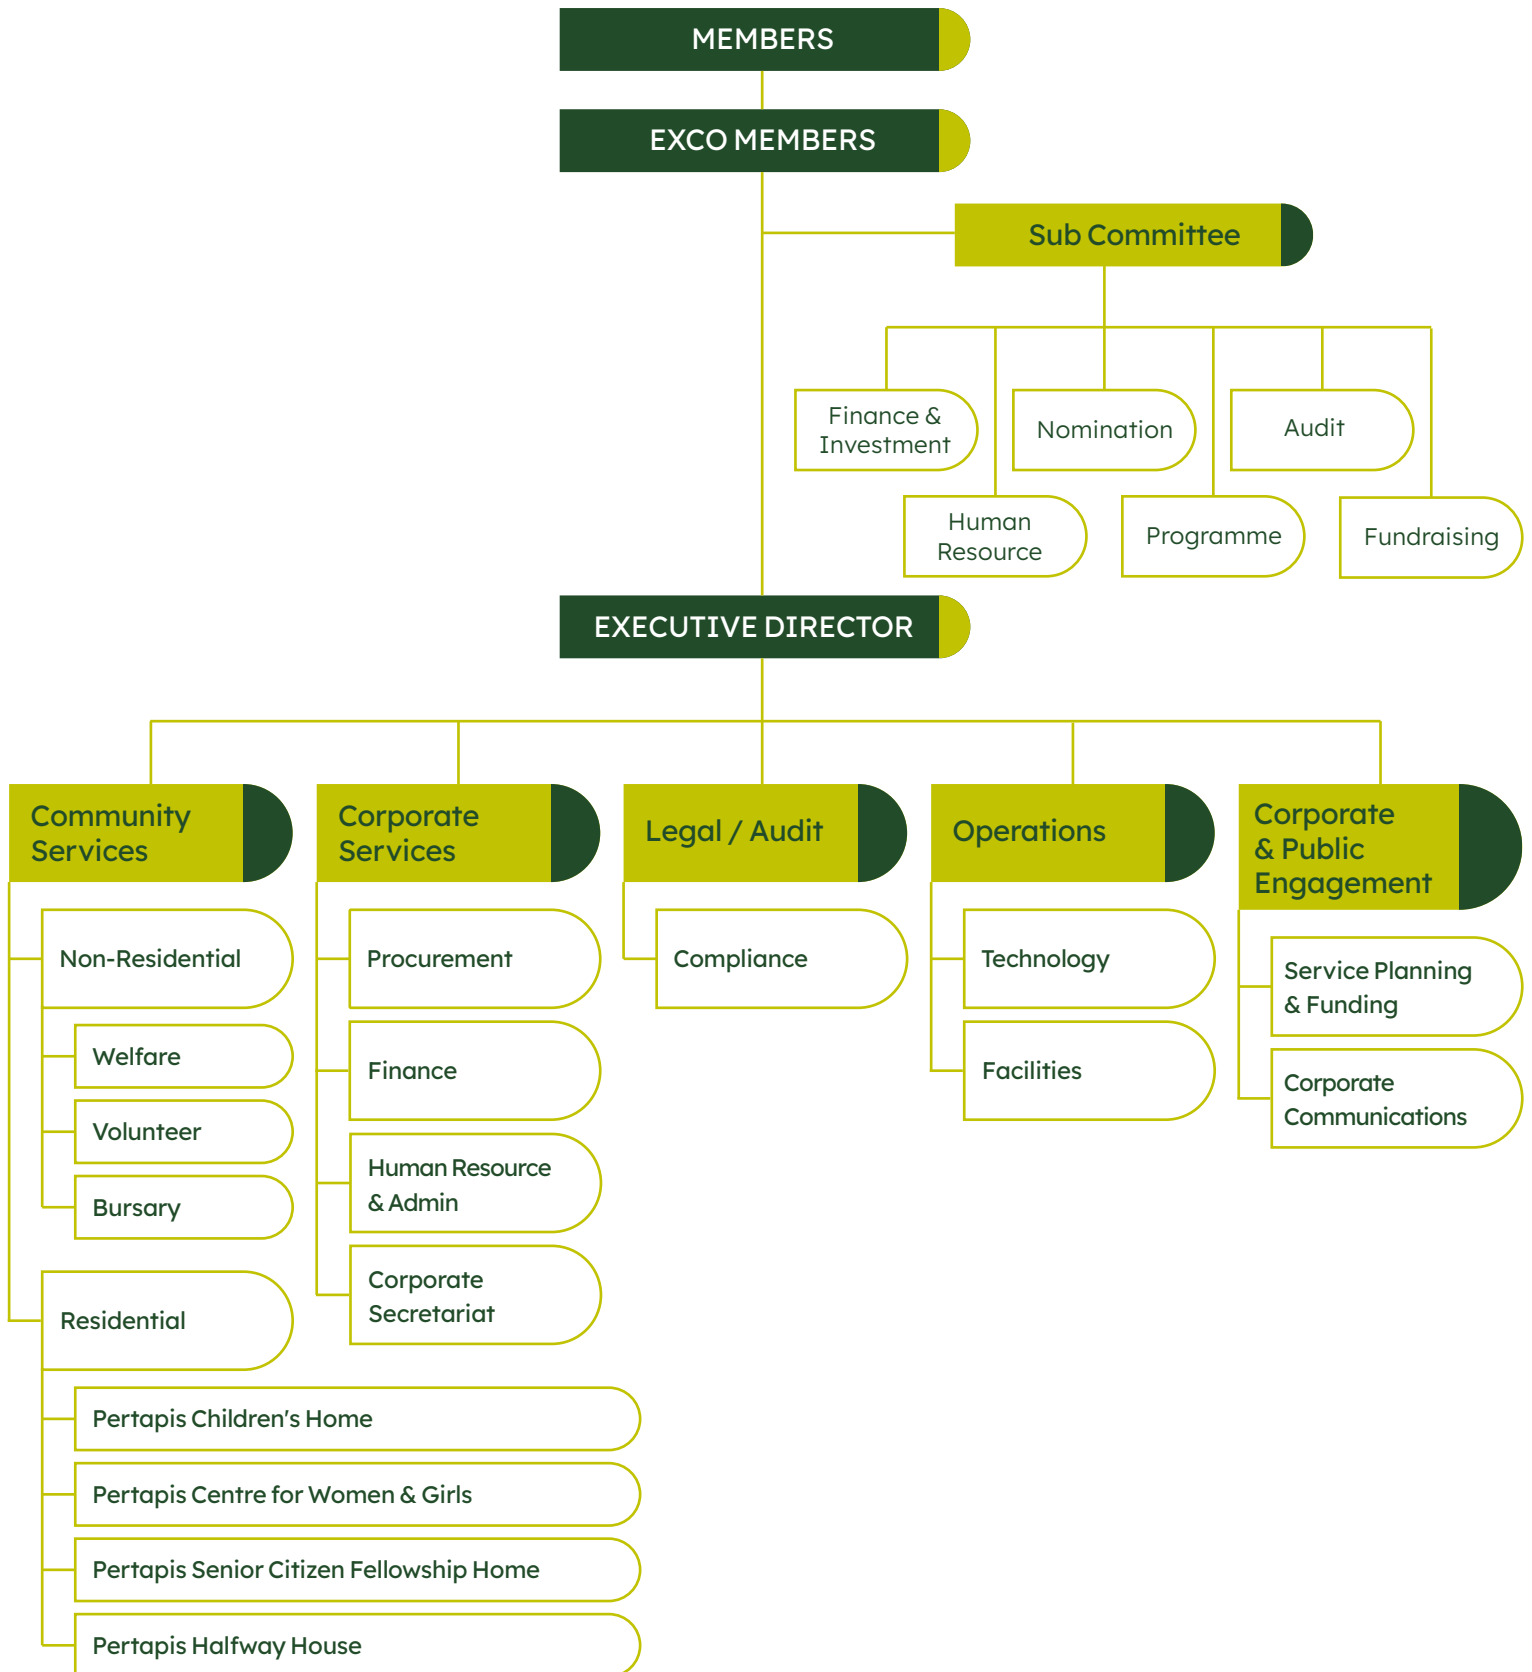 MEMBERS
EXCO MEMBERS
Sub Committee
Finance &
Investment
Nomination
Audit
Human
Resource
Programme
Fundraising
EXECUTIVE DIRECTOR
Community
Services
Non-Residential
Welfare
Volunteer
Bursary
Residential
Pertapis Children's Home
Pertapis Centre for Women & Girls
Pertapis Senior Citizen Fellowship Home
Pertapis Halfway House
Corporate
Services
Procurement
Finance
Human Resource
& Admin
Corporate
Secretariat
Legal / Audit
Compliance
Operations
Technology
Facilities
Corporate
& Public
Engagement
Service Planning
& Funding
Corporate
Communications